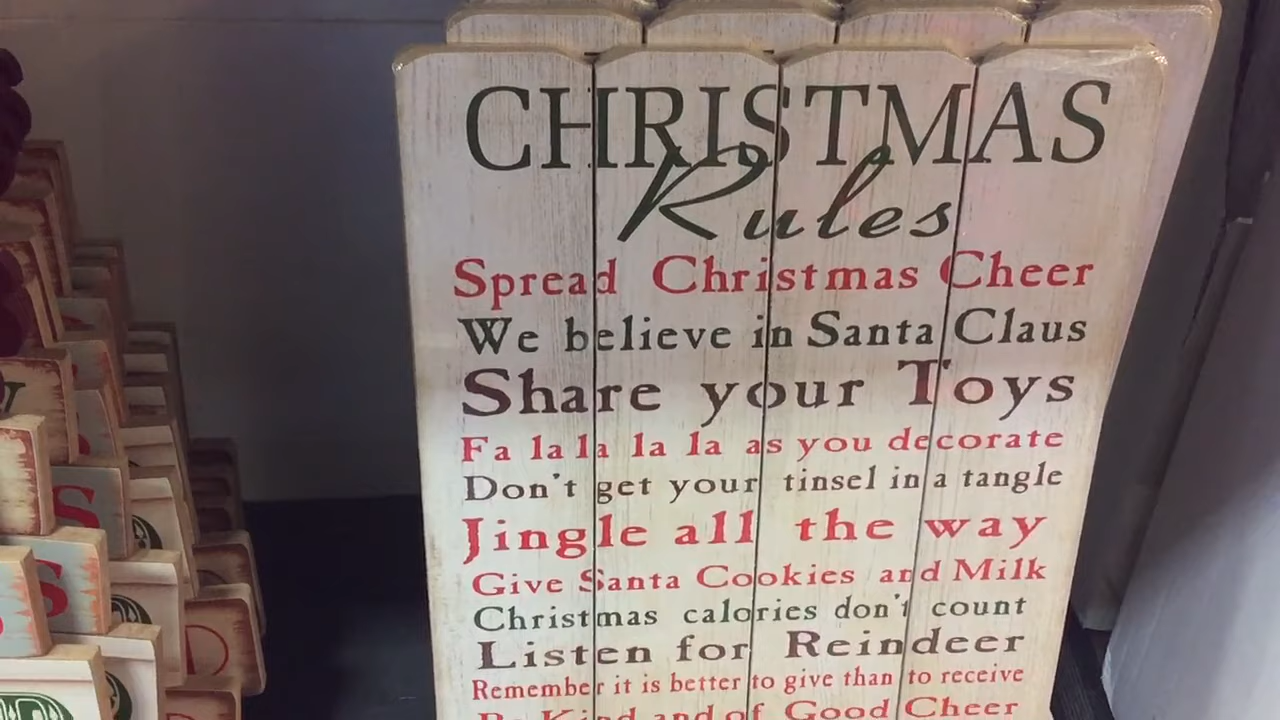 CHRISTMAS
Rules
Spread Christmas Cheer
We believe in Santa Claus
Share your Toys
Fa la la la la as you decorate
Don't get your tinsel in a tangle
Jingle all the way
Give Santa Cookies and Milk
Christmas calories don't count
Listen for Reindeer
Remember it is better to give than to receive
Be Kind and of Good Cheer